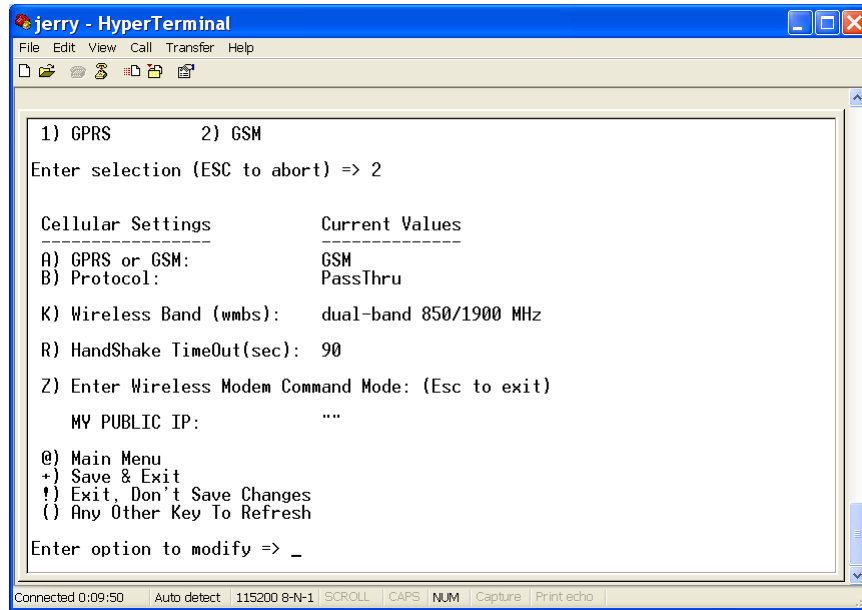 jerry - HyperTerminal
File Edit View Call Transfer Help
1) GPRS 2) GSM
Enter selection (ESC to abort) => 2
Cellular Settings Current Values
----------------- --------------
A) GPRS or GSM: GSM
B) Protocol: PassThru
K) Wireless Band (wmbs): dual-band 850/1900 MHz
R) HandShake TimeOut(sec): 90
Z) Enter Wireless Modem Command Mode: (Esc to exit)
MY PUBLIC IP: ""
@) Main Menu
+) Save & Exit
!) Exit, Don't Save Changes
() Any Other Key To Refresh
Enter option to modify => _
Connected 0:09:50 Auto detect 115200 8-N-1 SCROLL CAPS NUM Capture Print echo